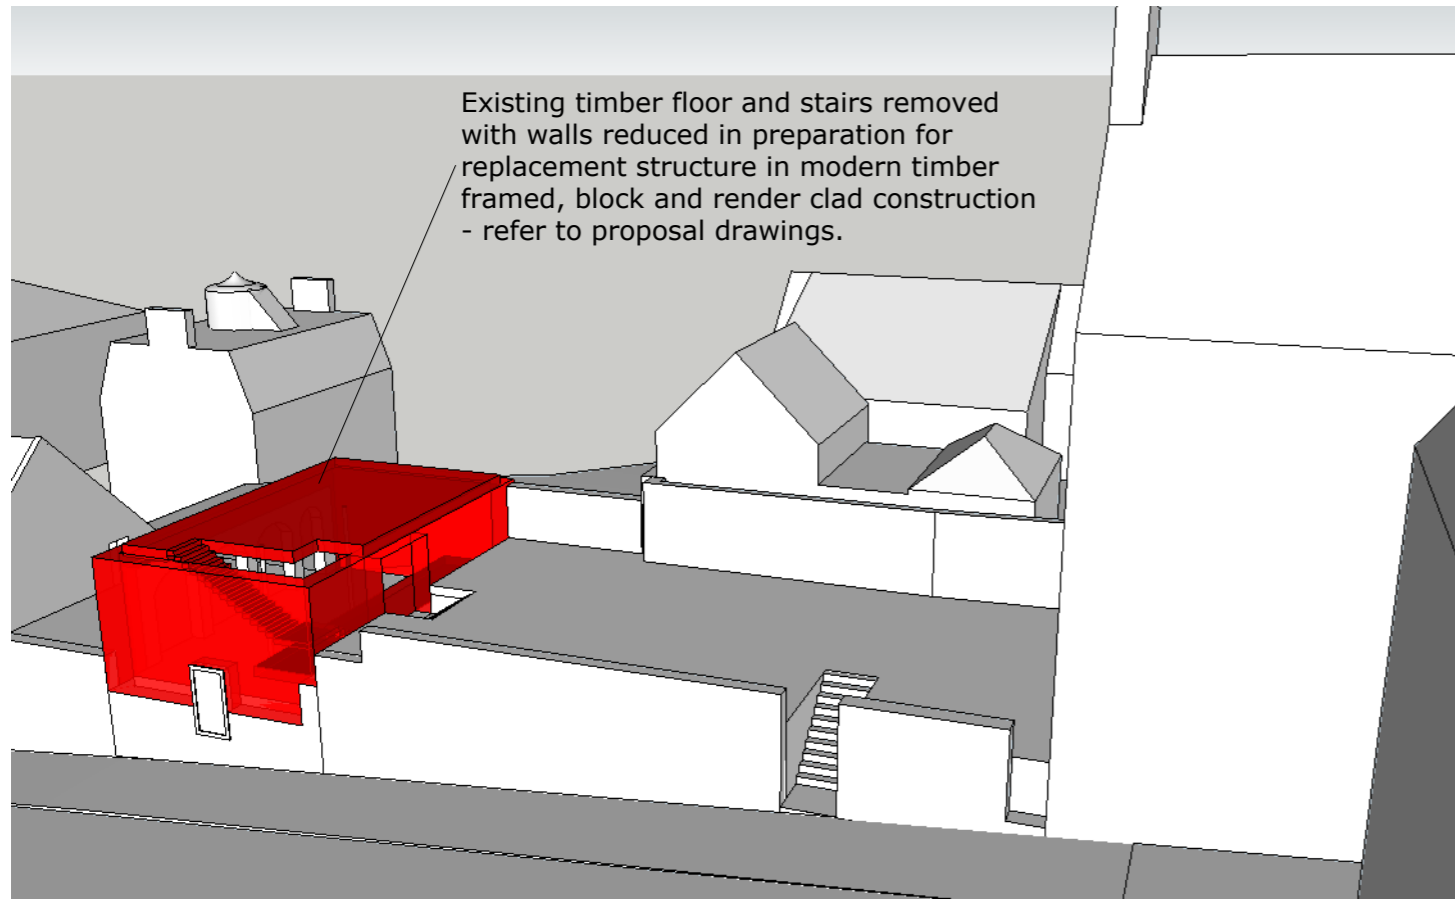 Existing timber floor and stairs removed
with walls reduced in preparation for
replacement structure in modern timber
framed, block and render clad construction
- refer to proposal drawings.